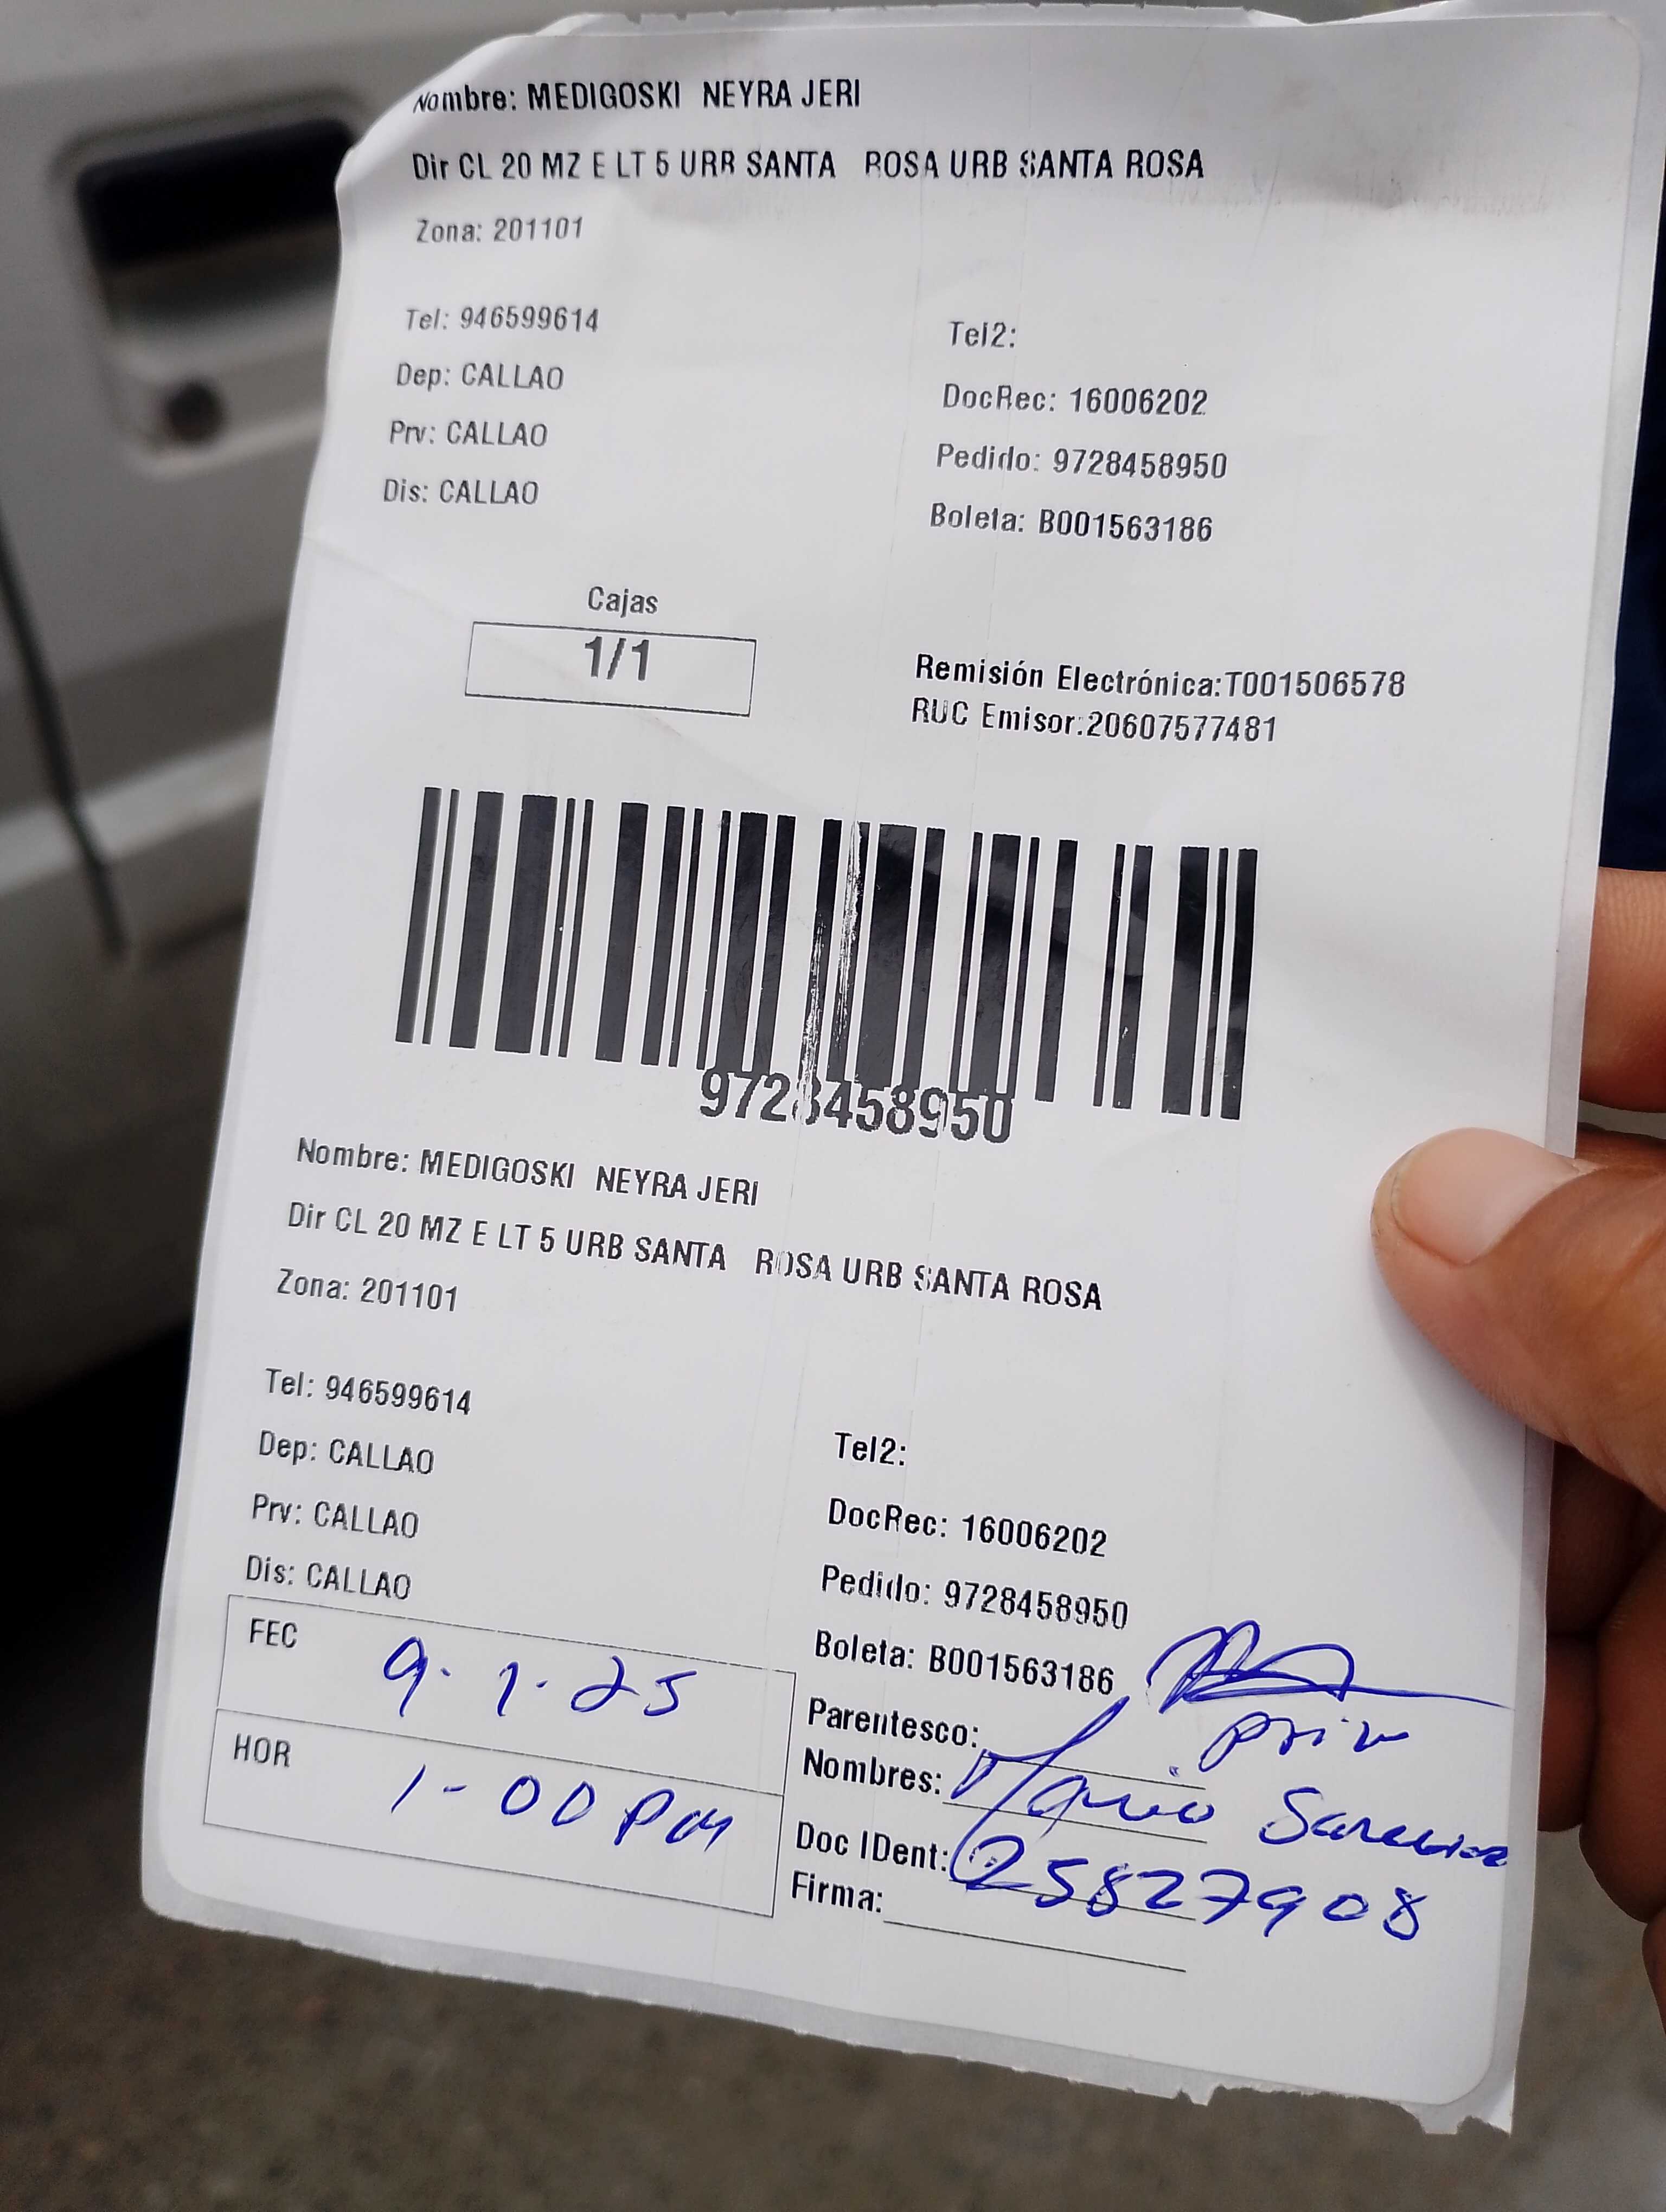 Nombre: MEDIGOSKI NEYRA JERI
Dir CL 20 MZ E LT 5 URB SANTA ROSA URB SANTA ROSA
Zona: 201101
Tel: 946599614
Tel2:
Dep: CALLAO
DocRec: 16006202
Prv: CALLAO
Pedido: 9728458950
Dis: CALLAO
Boleta: B001563186
Cajas
1/1
Remisión Electrónica:T001506578
RUC Emisor:20607577481
9728458950
Nombre: MEDIGOSKI NEYRA JERI
Dir CL 20 MZ E LT 5 URB SANTA ROSA URB SANTA ROSA
Zona: 201101
Tel: 946599614
Tel2:
Dep: CALLAO
DocRec: 16006202
Prv: CALLAO
Pedido: 9728458950
Dis: CALLAO
Boleta: B001563186
FEC 9.1.25
Parentesco:
HOR 1-00 PM
Nombres: Mario
Doc IDent: 25827908
Firma: